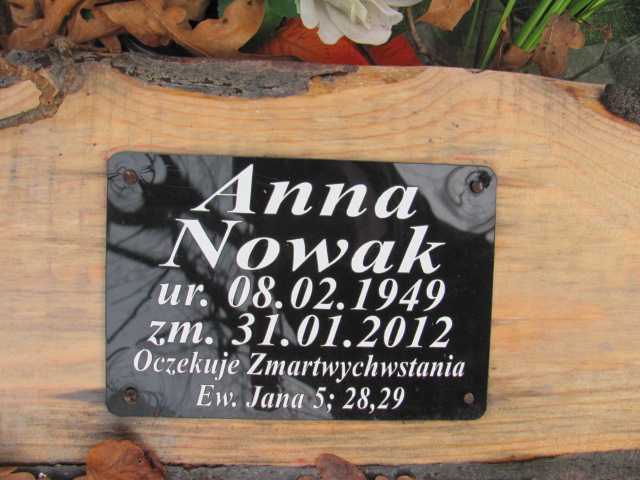 Anna
Nowak
ur. 08.02.1949
zm. 31.01.2012
Oczekuje Zmartwychwstania
Ew. Jana 5; 28,29